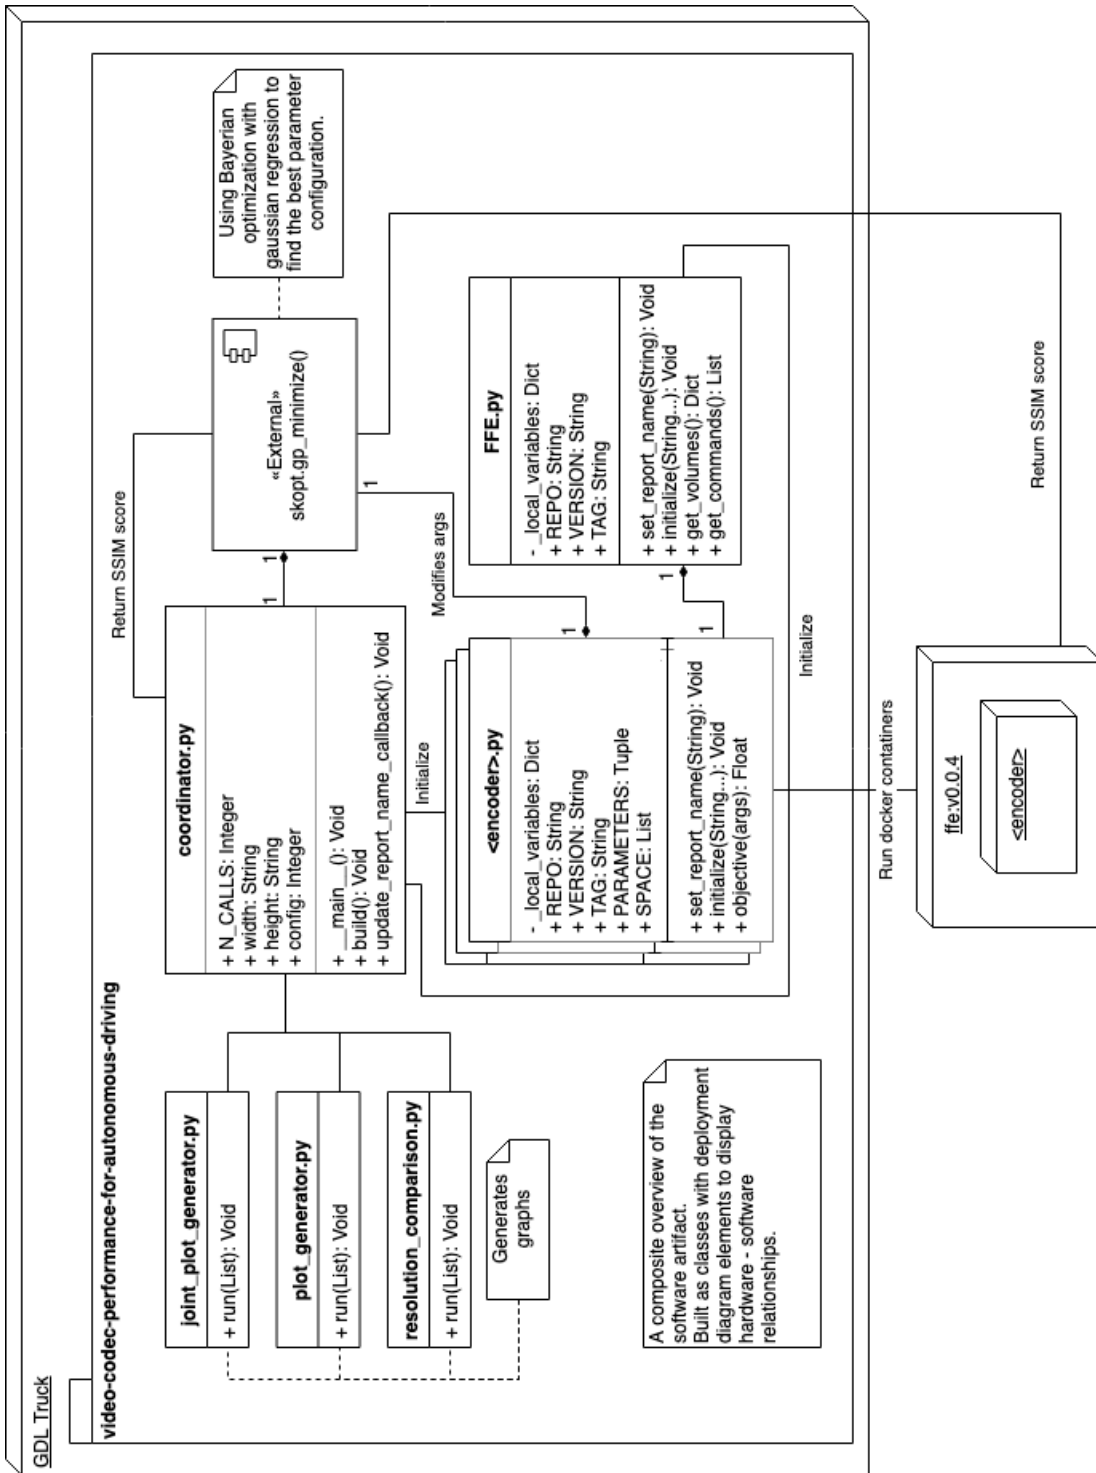 GDL Truck
video-codec-performance-for-autonomous-driving
joint_plot_generator.py
+ run(List): Void
plot_generator.py
+ run(List): Void
resolution_comparison.py
+ run(List): Void
Generates
graphs
coordinator.py
+ N_CALLS: Integer
+ width: String
+ height: String
+ config: Integer
+ __main__(): Void
+ build(): Void
+ update_report_name_callback(): Void
Return SSIM score
1
1
«External»
skopt.gp_minimize()
Using Bayerian
optimization with
gaussian regression to
find the best parameter
configuration.
1
Modifies args
1
Initialize
<encoder>.py
- _local_variables: Dict
+ REPO: String
+ VERSION: String
+ TAG: String
+ PARAMETERS: Tuple
+ SPACE: List
+ set_report_name(String): Void
+ initialize(String...): Void
+ objective(args): Float
1
1
FFE.py
- _local_variables: Dict
+ REPO: String
+ VERSION: String
+ TAG: String
+ set_report_name(String): Void
+ initialize(String...): Void
+ get_volumes(): Dict
+ get_commands(): List
Initialize
A composite overview of the
software artifact.
Built as classes with deployment
diagram elements to display
hardware - software
relationships.
Run docker contatiners
Return SSIM score
ffe:v0.0.4
<encoder>